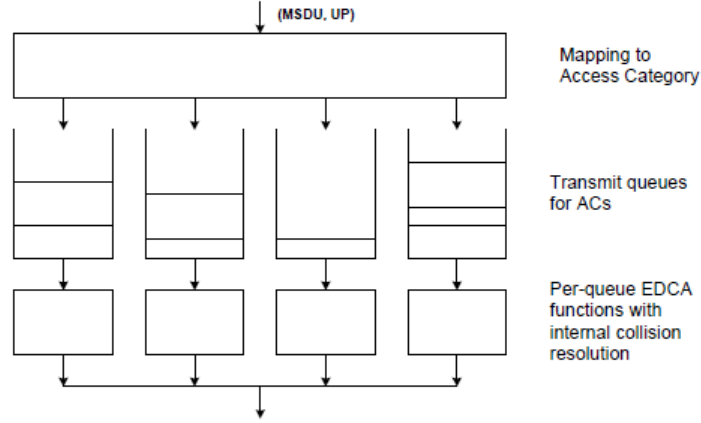 (MSDU, UP)
Mapping to
Access Category
Transmit queues
for ACs
Per-queue EDCA
functions with
internal collision
resolution